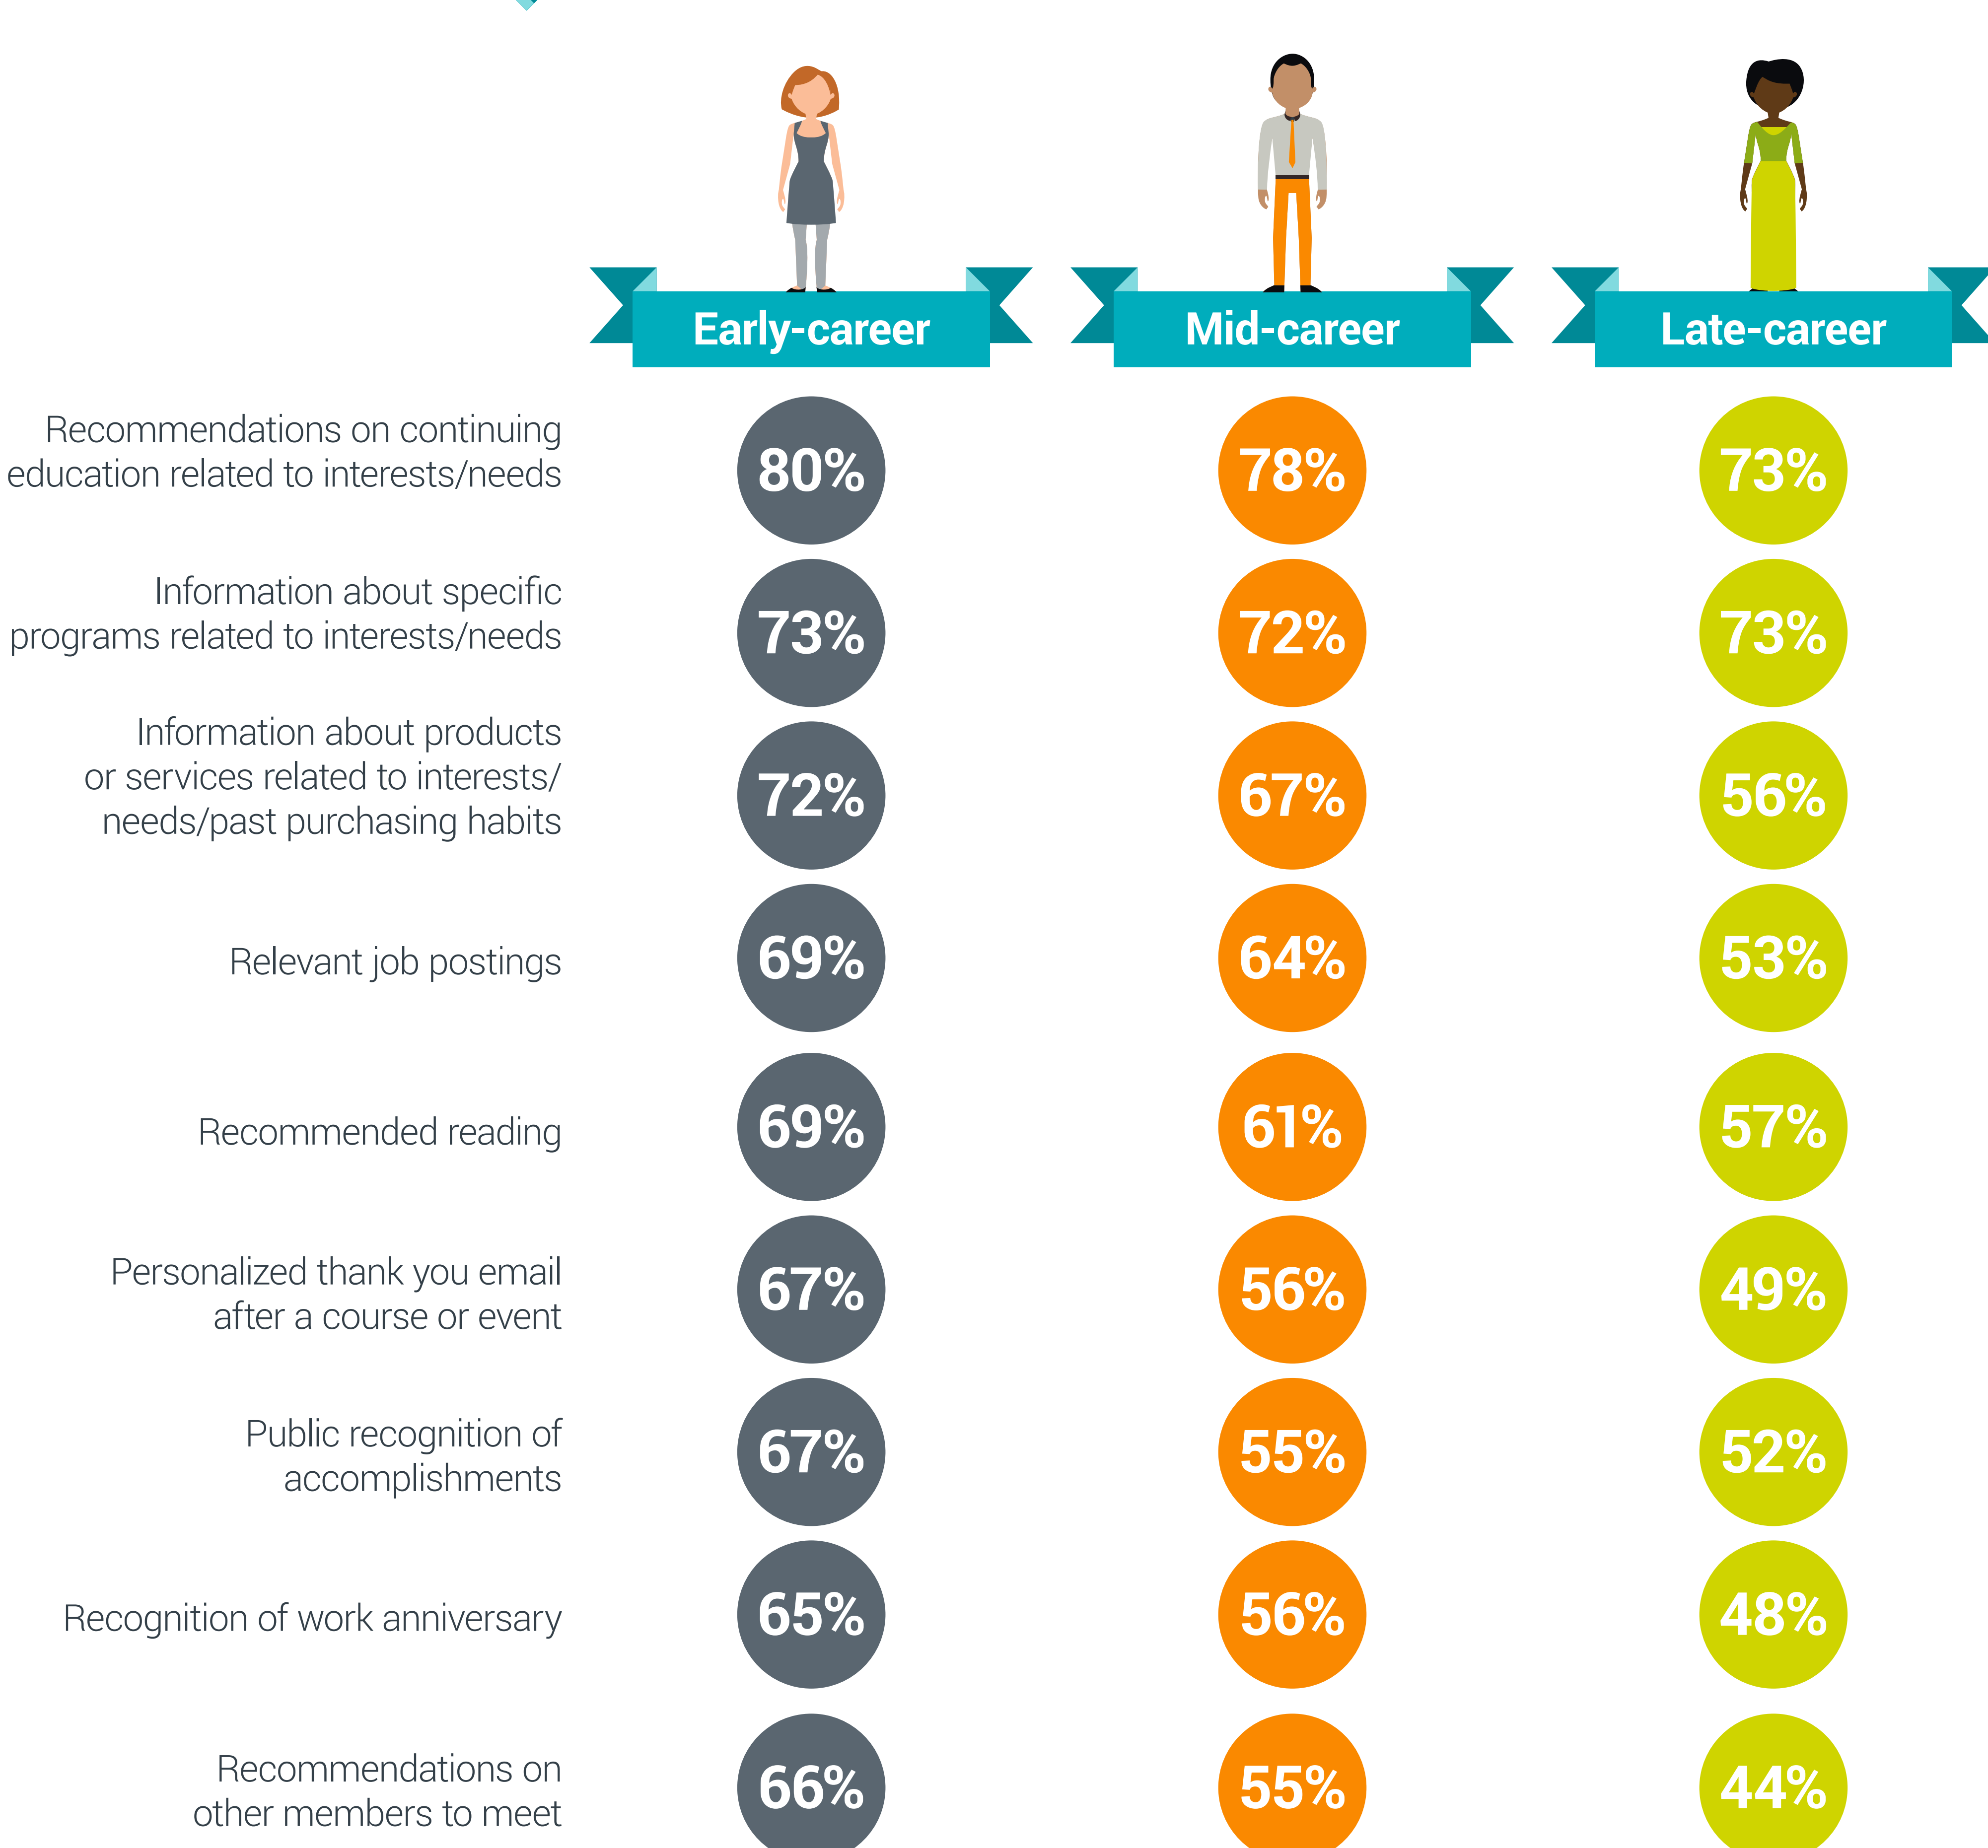 Early-career
Mid-career
Late-career
Recommendations on continuing
education related to interests/needs
80%
78%
73%
Information about specific
programs related to interests/needs
73%
72%
73%
Information about products
or services related to interests/
needs/past purchasing habits
72%
67%
56%
Relevant job postings
69%
64%
53%
Recommended reading
69%
61%
57%
Personalized thank you email
after a course or event
67%
56%
49%
Public recognition of
accomplishments
67%
55%
52%
Recognition of work anniversary
65%
56%
48%
Recommendations on
other members to meet
66%
55%
44%